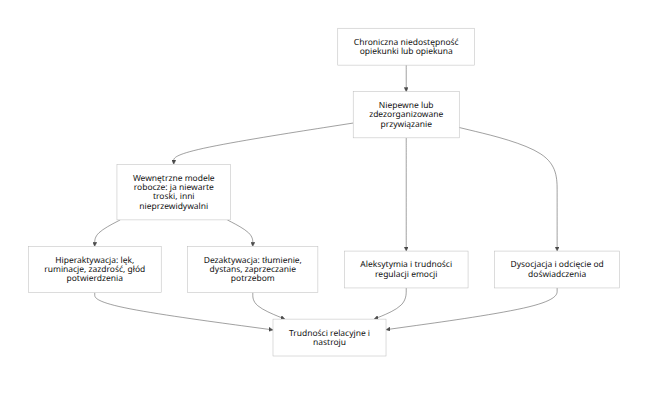 Chroniczna niedostępność
opiekunki lub opiekuna
Niepewne lub
zdezorganizowane
przywiązanie
Wewnętrzne modele
robocze: ja niewarte
troski, inni
nieprzewidywalni
Hiperaktywacja: lęk,
ruminacje, zazdrość, głód
potwierdzenia
Dezaktywacja: tłumienie,
dystans, zaprzeczanie
potrzebom
Aleksytymia i trudności
regulacji emocji
Dysocjacja i odcięcie od
doświadczenia
Trudności relacyjne i
nastroju